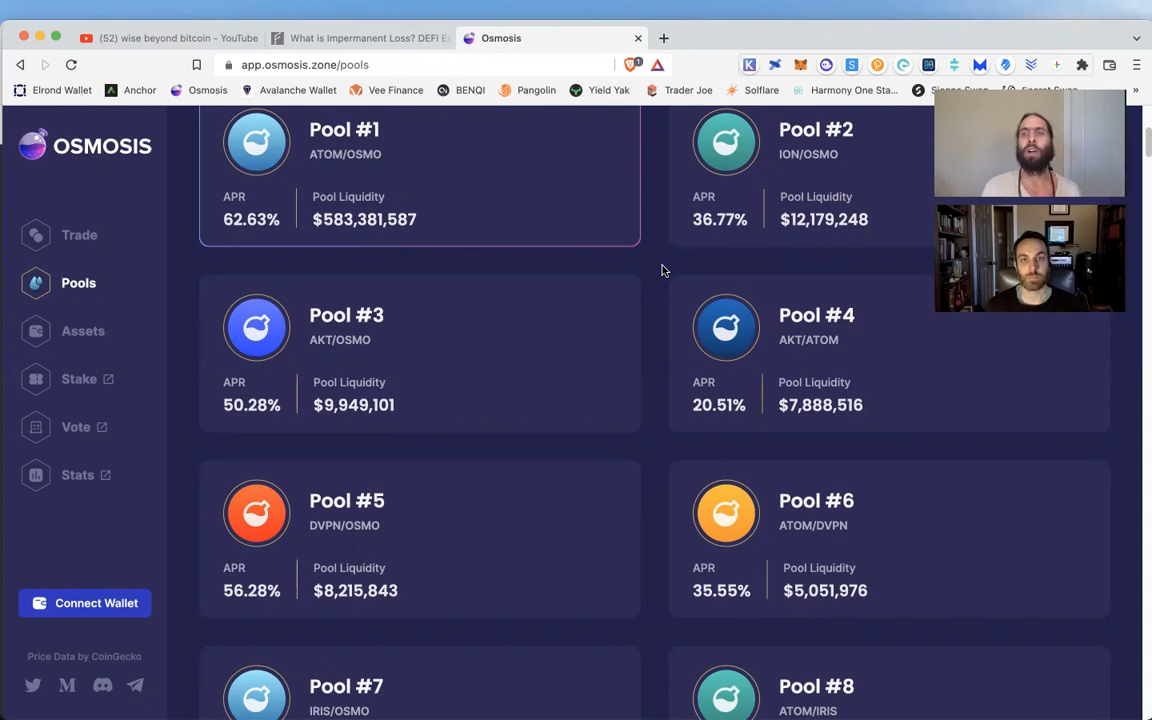 (52) wise beyond bitcoin - YouTube
What is Impermanent Loss? DEFI Ex
Osmosis
app.osmosis.zone/pools
1
Elrond Wallet
Anchor
Osmosis
Avalanche Wallet
Vee Finance
BENQI
Pangolin
Yield Yak
Trader Joe
Solflare
Harmony One Sta...
OSMOSIS
Trade
Pools
Assets
Stake
Vote
Stats
Connect Wallet
Price Data by CoinGecko
Pool #1
ATOM/OSMO
APR
Pool Liquidity
62.63%
$583,381,587
Pool #2
ION/OSMO
APR
Pool Liquidity
36.77%
$12,179,248
Pool #3
AKT/OSMO
APR
Pool Liquidity
50.28%
$9,949,101
Pool #4
AKT/ATOM
APR
Pool Liquidity
20.51%
$7,888,516
Pool #5
DVPN/OSMO
APR
Pool Liquidity
56.28%
$8,215,843
Pool #6
ATOM/DVPN
APR
Pool Liquidity
35.55%
$5,051,976
Pool #7
IRIS/OSMO
Pool #8
ATOM/IRIS